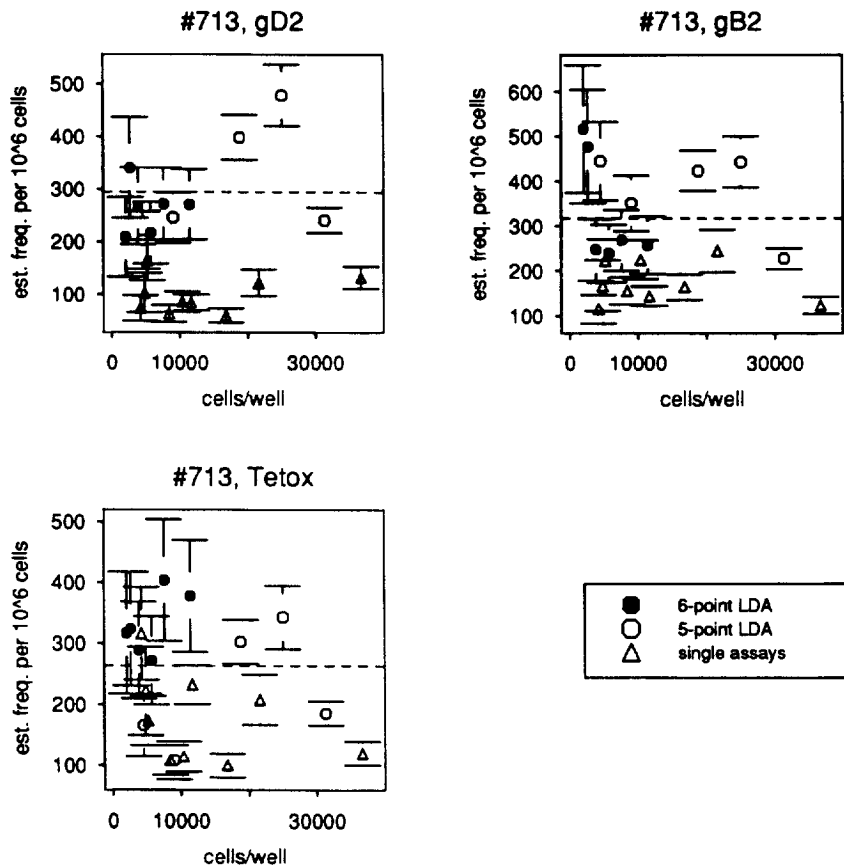 #713, gD2
est. freq. per 10^6 cells
500
400
300
200
100
0
10000
30000
cells/well
#713, gB2
est. freq. per 10^6 cells
600
500
400
300
200
100
0
10000
30000
cells/well
#713, Tetox
est. freq. per 10^6 cells
500
400
300
200
100
0
10000
30000
cells/well
6-point LDA
5-point LDA
single assays